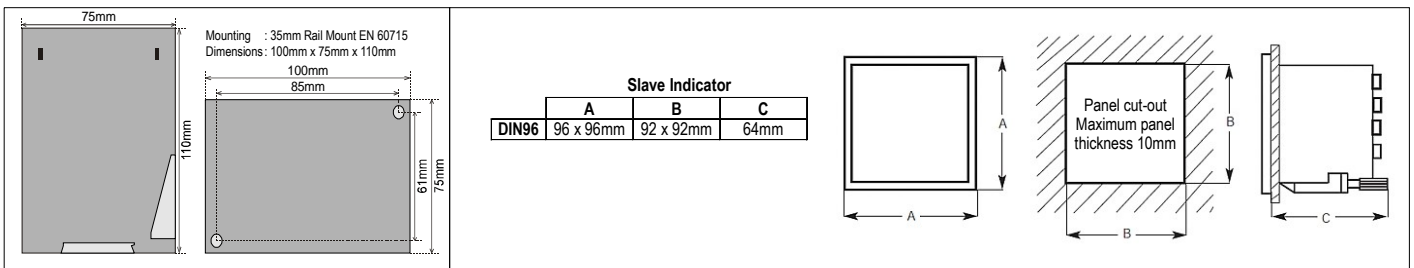 75mm
110mm
Mounting : 35mm Rail Mount EN 60715
Dimensions : 100mm x 75mm x 110mm
100mm
85mm
61mm
75mm
Slave Indicator
A B C
DIN96 96 x 96mm 92 x 92mm 64mm
A
A
Panel cut-out
Maximum panel
thickness 10mm
B
B
C